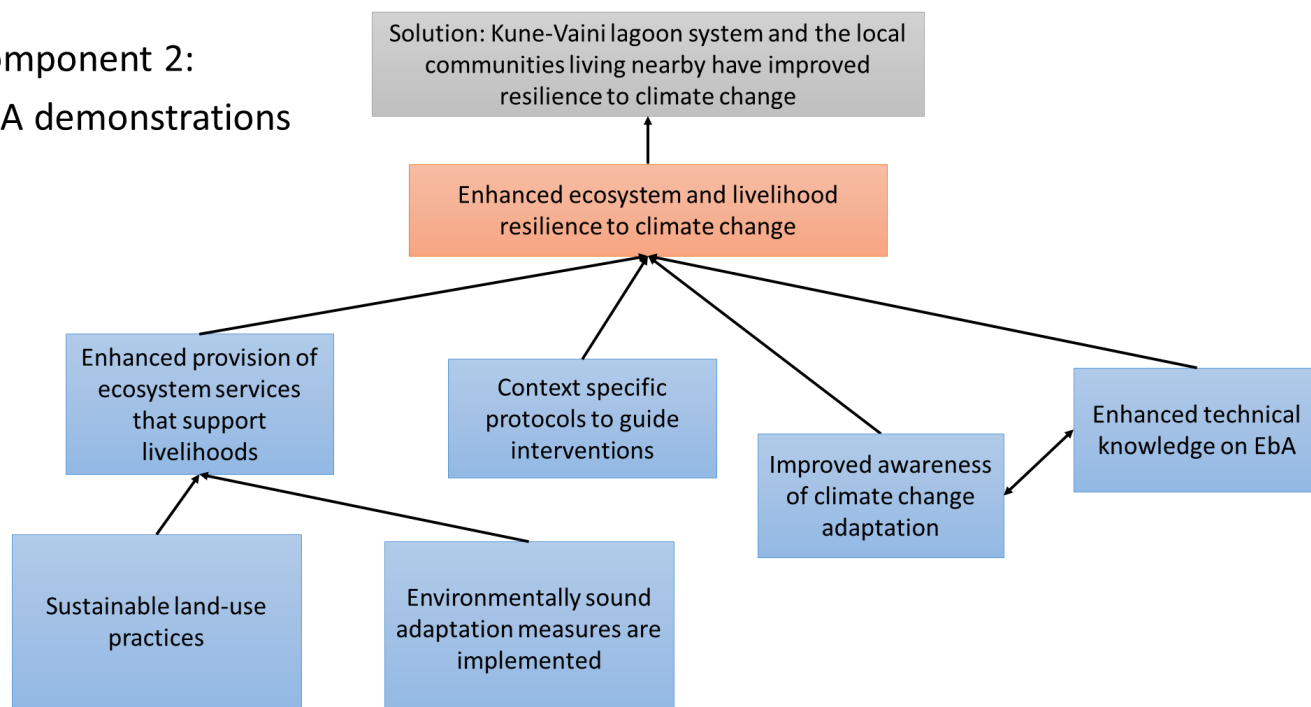 omponent 2:
A demonstrations
Solution: Kune-Vaini lagoon system and the local
communities living nearby have improved
resilience to climate change
Enhanced ecosystem and livelihood
resilience to climate change
Enhanced provision of
ecosystem services
that support
livelihoods
Context specific
protocols to guide
interventions
Improved awareness
of climate change
adaptation
Enhanced technical
knowledge on EbA
Sustainable land-use
practices
Environmentally sound
adaptation measures are
implemented